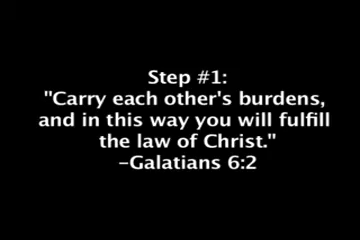 Step #1:
"Carry each other's burdens,
and in this way you will fulfill
the law of Christ."
–Galatians 6:2